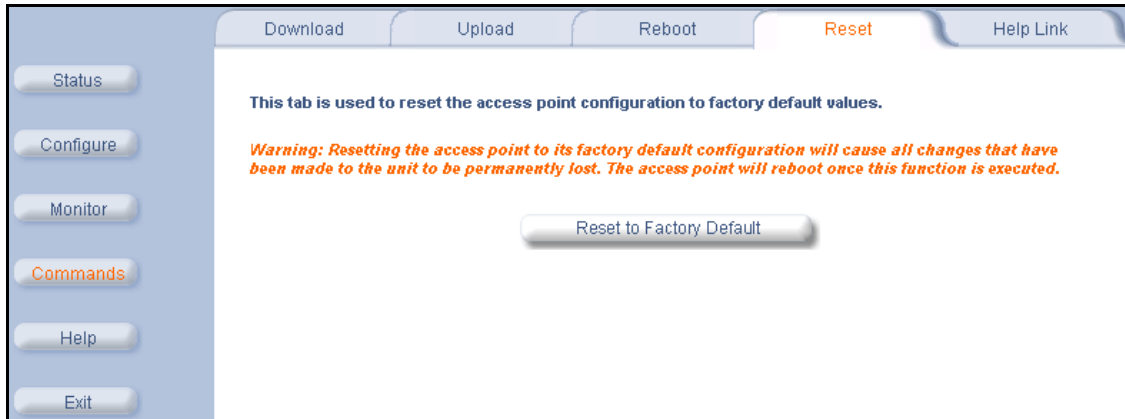 Download
Upload
Reboot
Reset
Help Link
Status
Configure
Monitor
Commands
Help
Exit
This tab is used to reset the access point configuration to factory default values.
Warning: Resetting the access point to its factory default configuration will cause all changes that have
been made to the unit to be permanently lost. The access point will reboot once this function is executed.
Reset to Factory Default